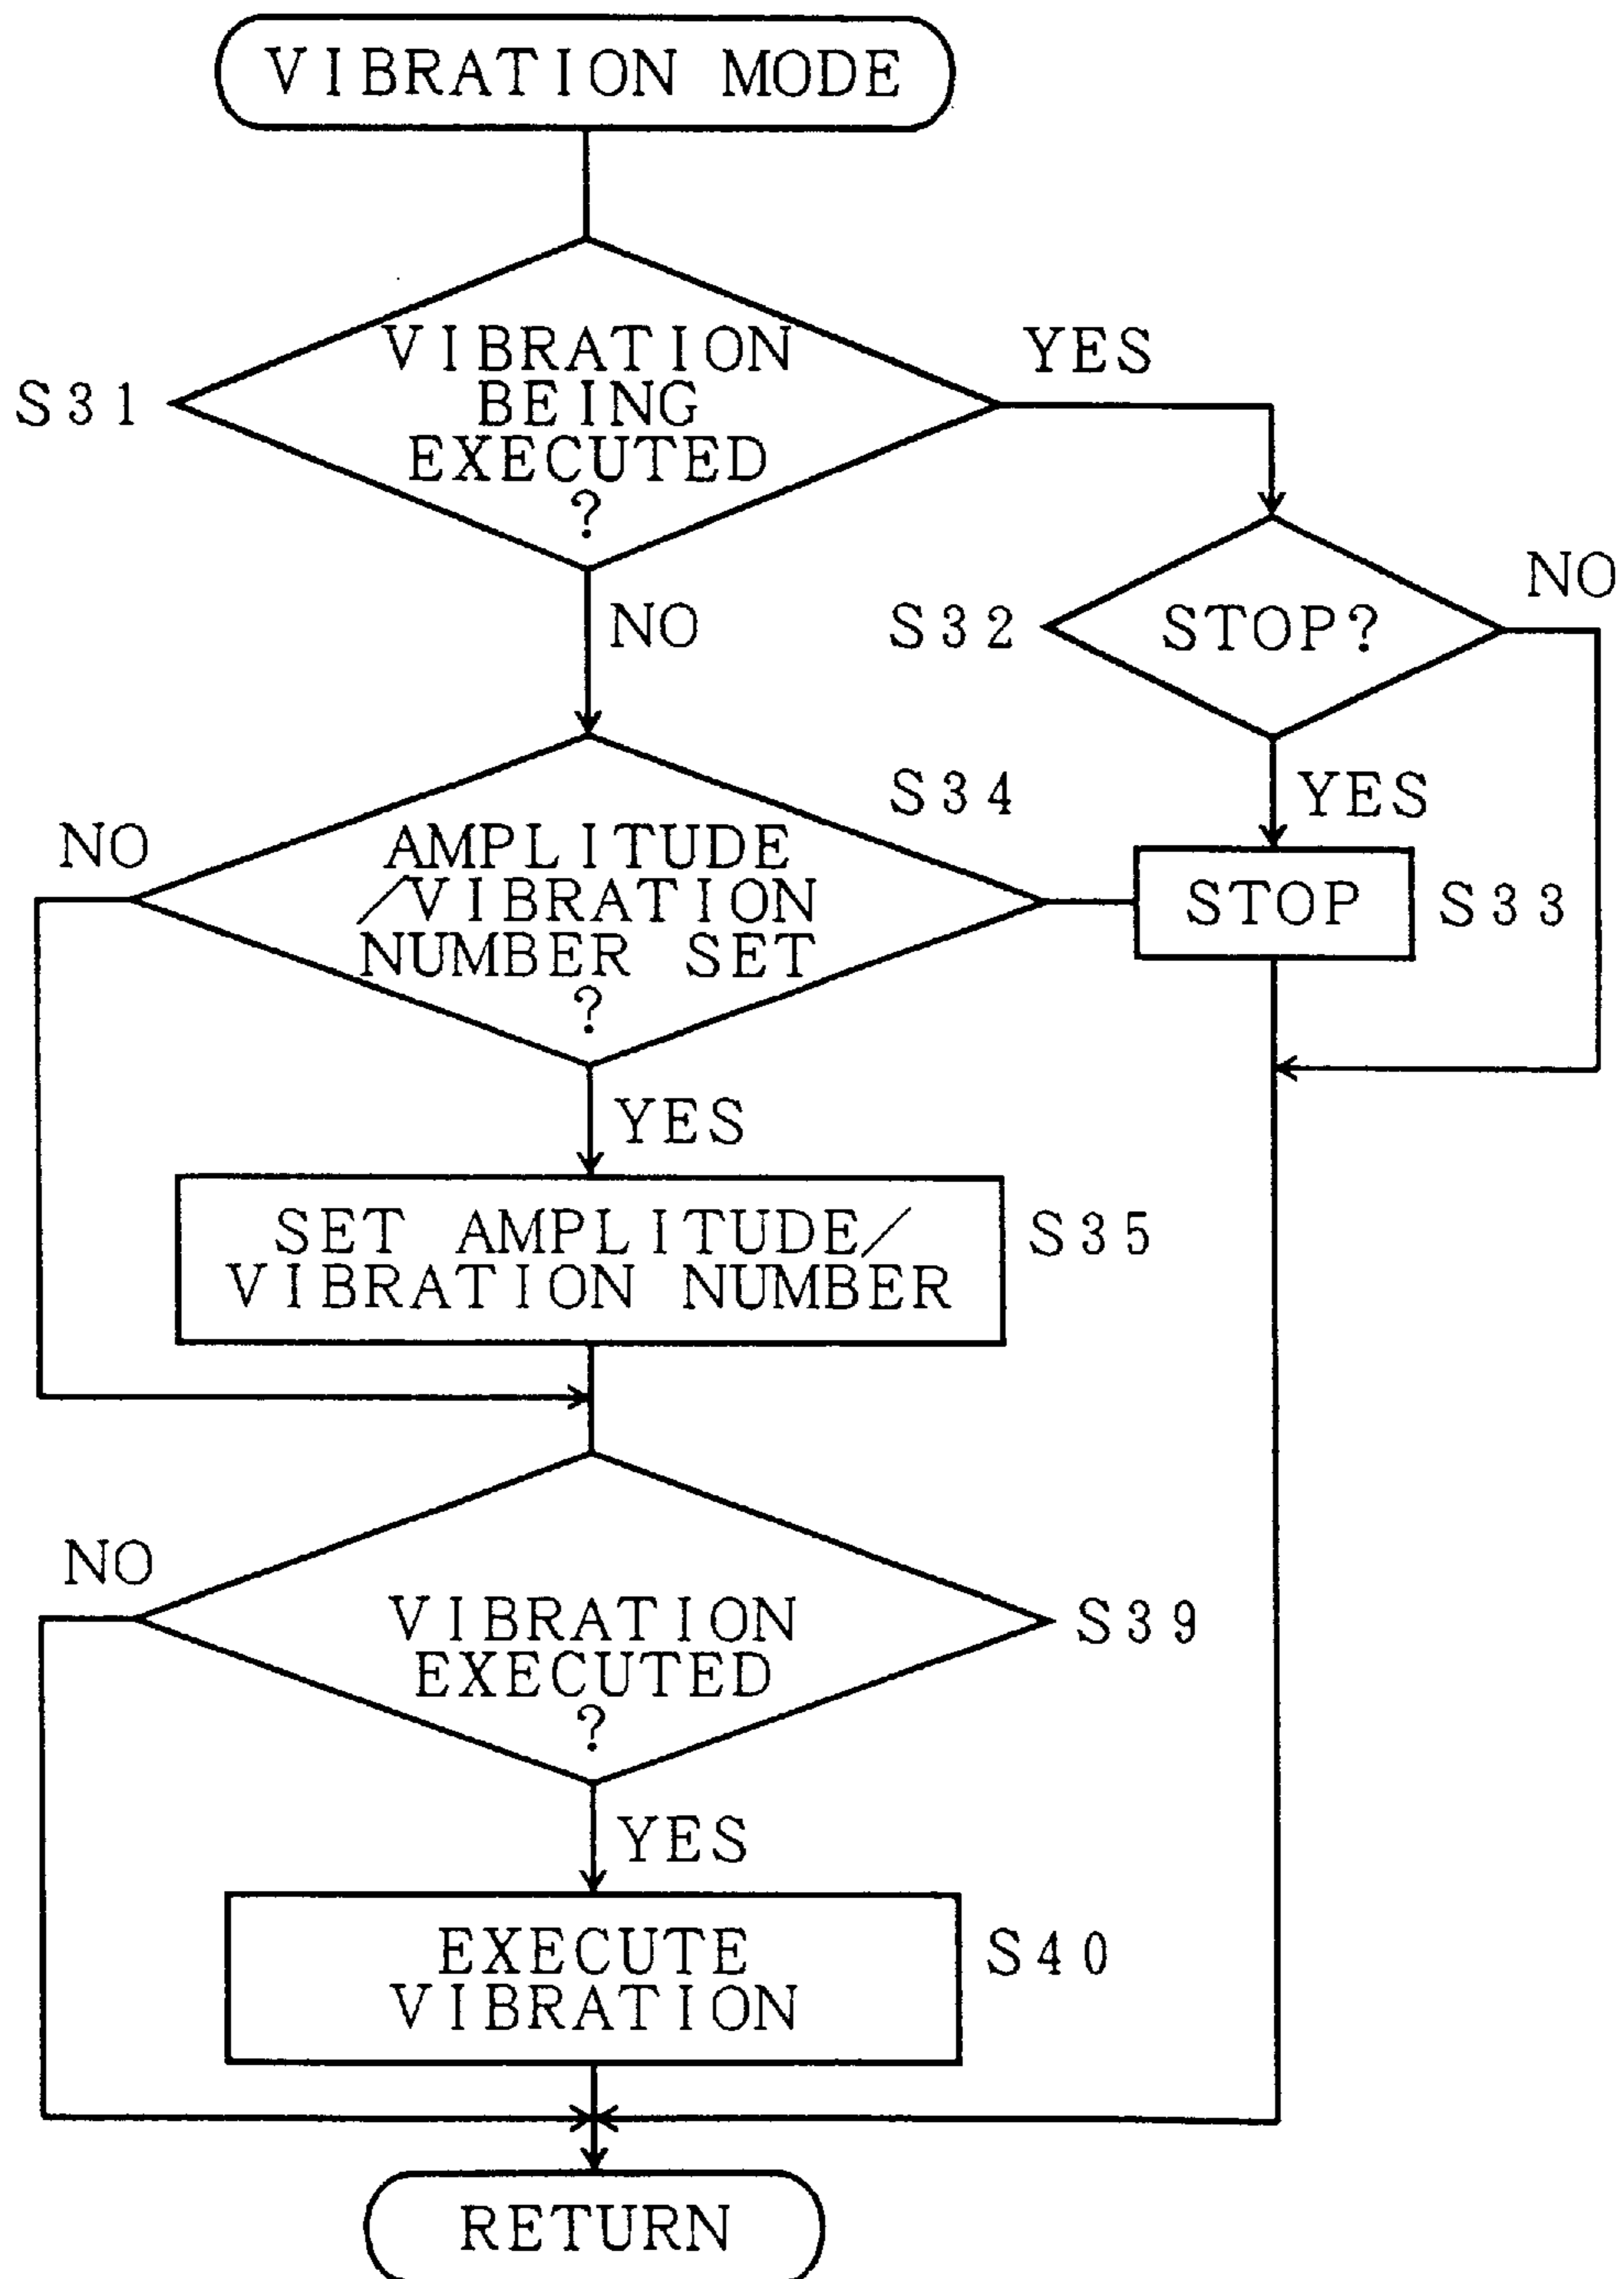 VIBRATION MODE
VIBRATION
BEING
EXECUTED
?
S31
YES
NO
S32
STOP?
NO
YES
S34
NO
AMPLITUDE
/VIBRATION
NUMBER SET
?
STOP
S33
YES
SET AMPLITUDE/
VIBRATION NUMBER
S35
NO
VIBRATION
EXECUTED
?
S39
YES
EXECUTE
VIBRATION
S40
RETURN